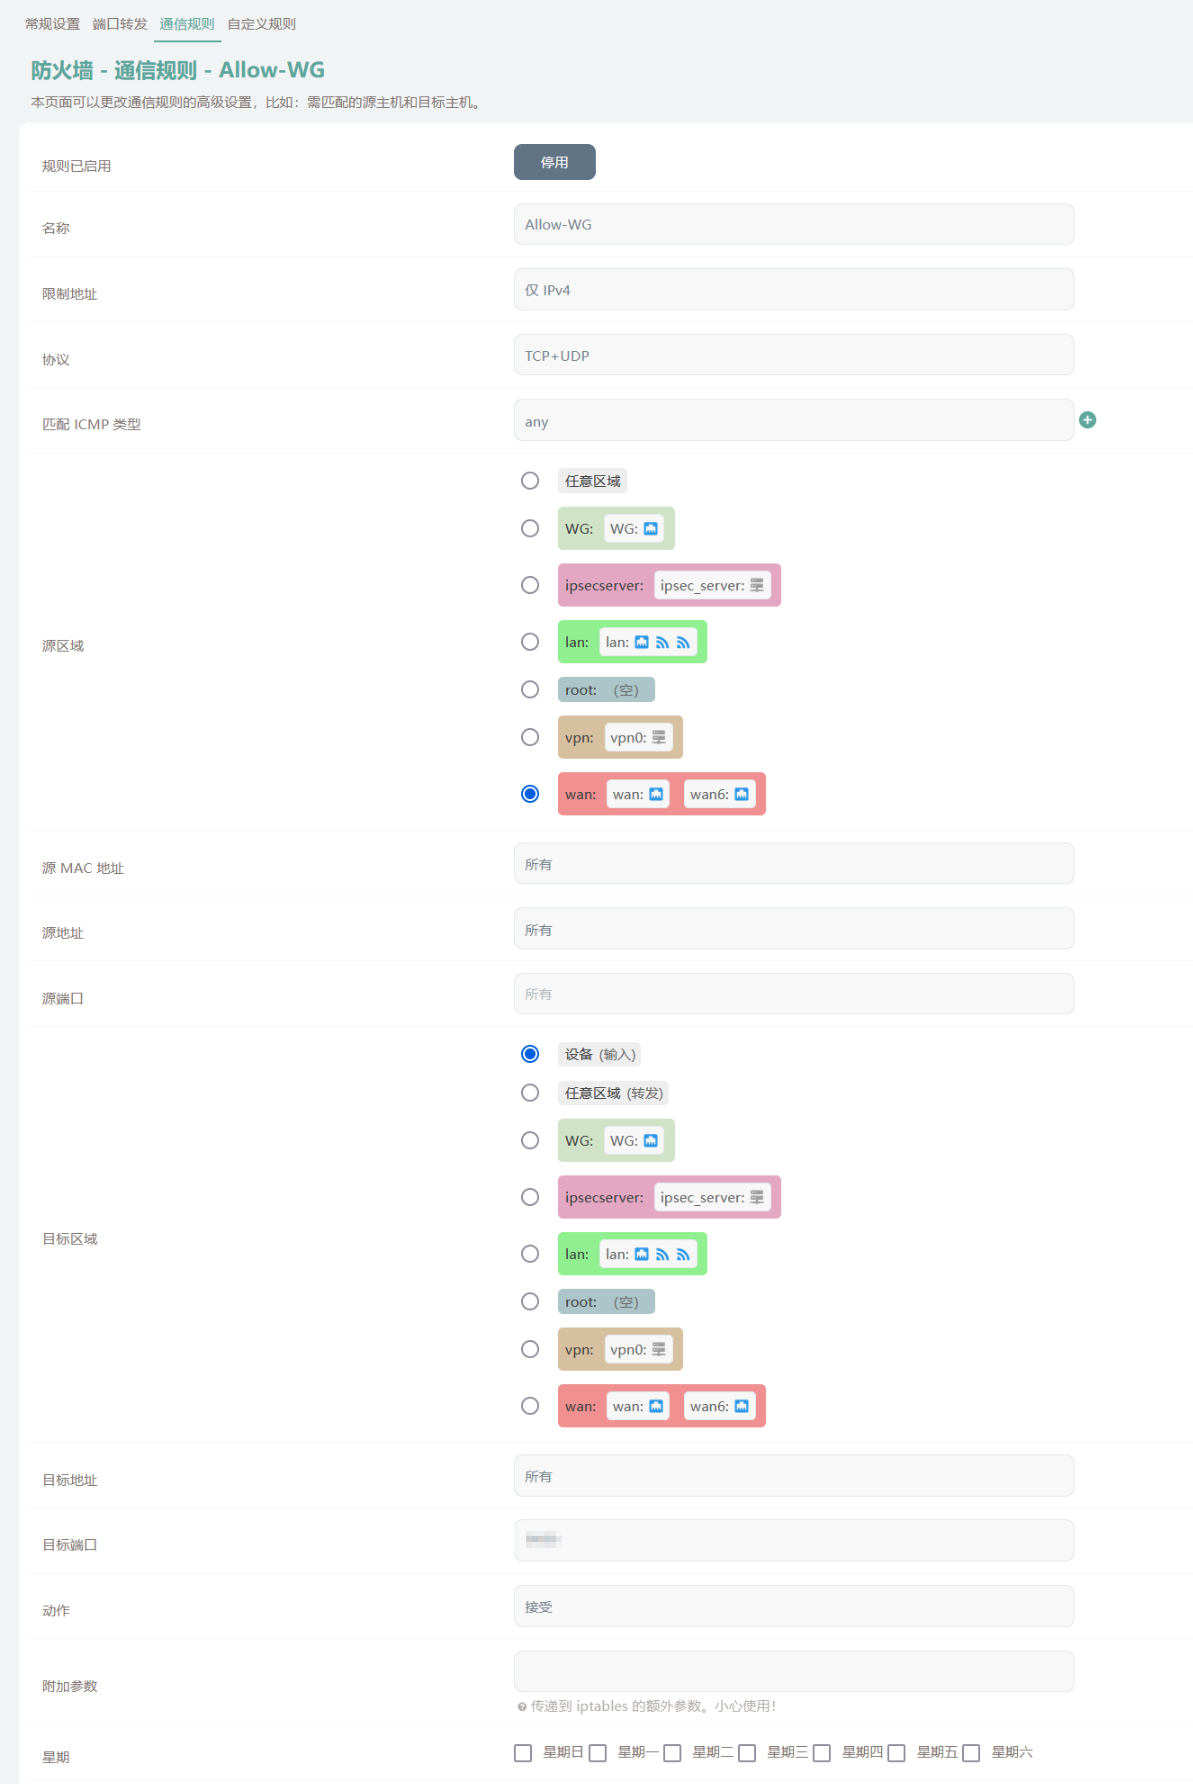 常规设置 端口转发 通信规则 自定义规则
防火墙 - 通信规则 - Allow-WG
本页面可以更改通信规则的高级设置，比如：需匹配的源主机和目标主机。
规则已启用 停用
名称 Allow-WG
限制地址 仅 IPv4
协议 TCP+UDP
匹配 ICMP 类型 any
源区域
任意区域
WG: WG:
ipsecserver: ipsec_server:
lan: lan:
root: (空)
vpn: vpn0:
wan: wan: wan6:
源 MAC 地址 所有
源地址 所有
源端口 所有
目标区域
设备 (输入)
任意区域 (转发)
WG: WG:
ipsecserver: ipsec_server:
lan: lan:
root: (空)
vpn: vpn0:
wan: wan: wan6:
目标地址 所有
目标端口
动作 接受
附加参数
传递到 iptables 的额外参数。小心使用！
星期 星期日 星期一 星期二 星期三 星期四 星期五 星期六